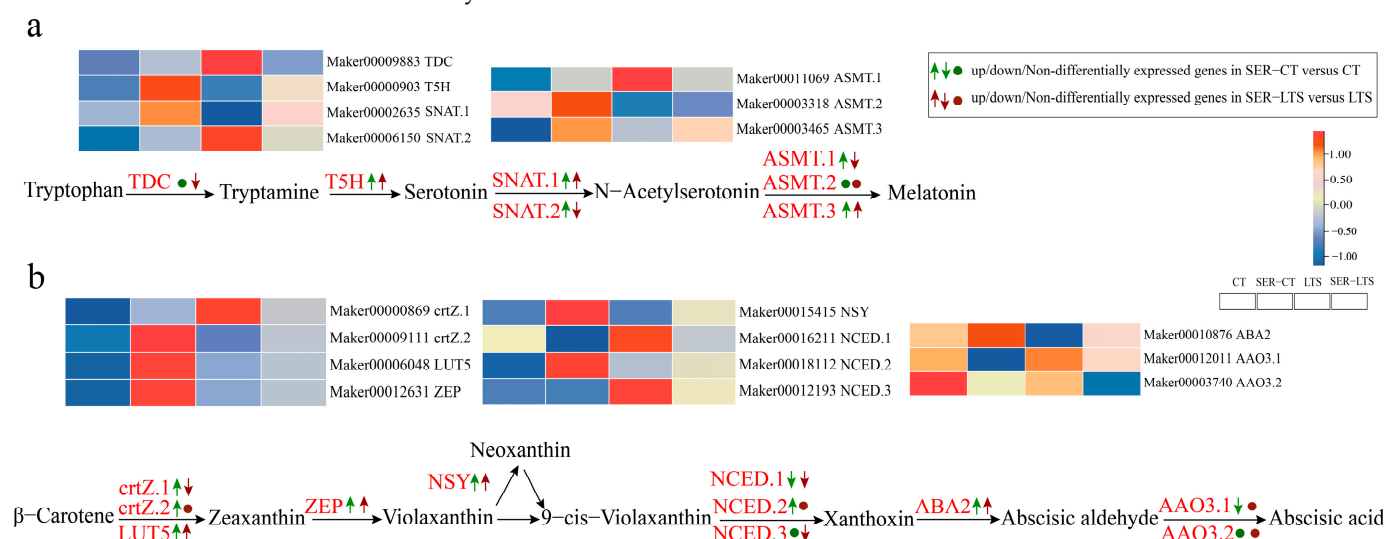 a
Maker00009883 TDC
Maker00000903 T5H
Maker00002635 SNAT.1
Maker00006150 SNAT.2
Maker00011069 ASMT.1
Maker00003318 ASMT.2
Maker00003465 ASMT.3
up/down/Non-differentially expressed genes in SER-CT versus CT
up/down/Non-differentially expressed genes in SER-LTS versus LTS
1.00
0.50
0.00
-0.50
-1.00
CT SER-CT LTS SER-LTS
Tryptophan TDC Tryptamine T5H Serotonin SNAT.1 N-Acetylserotonin ASMT.1 Melatonin
SNAT.2
ASMT.2
ASMT.3
b
Maker00000869 crtZ.1
Maker00009111 crtZ.2
Maker00006048 LUT5
Maker00012631 ZEP
Maker00015415 NSY
Maker00016211 NCED.1
Maker00018112 NCED.2
Maker00012193 NCED.3
Maker00010876 ABA2
Maker00012011 AAO3.1
Maker00003740 AAO3.2
Neoxanthin
β-Carotene crtZ.1 Zeaxanthin ZEP Violaxanthin NSY 9-cis-Violaxanthin NCED.1 Xanthoxin ABA2 Abscisic aldehyde AAO3.1 Abscisic acid
crtZ.2
LUT5
NCED.2
NCED.3
AAO3.2